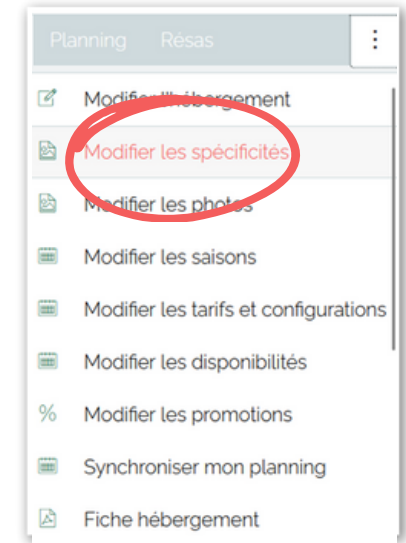 Planning Résas
Modifier l'hébergement
Modifier les spécificités
Modifier les photos
Modifier les saisons
Modifier les tarifs et configurations
Modifier les disponibilités
% Modifier les promotions
Synchroniser mon planning
Fiche hébergement